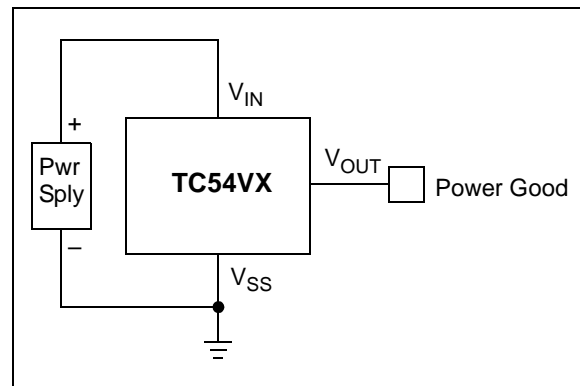 V_IN
+
Pwr
Sply
–
TC54VX
V_OUT
Power Good
V_SS